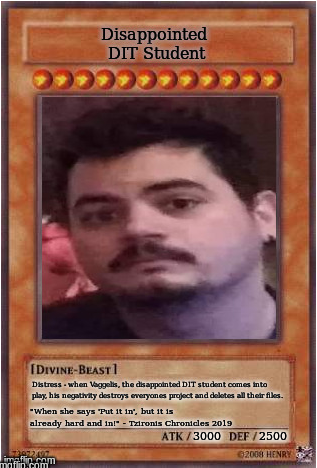 Disappointed
DIT Student
[Divine-Beast]
Distress - when Vaggelis, the disappointed DIT student comes into
play, his negativity destroys everyones project and deletes all their files.
"When she says "Put it in", but it is
already hard and in!" - Tzironis Chronicles 2019
ATK / 3000 DEF / 2500
©2008 HENRY
imgflip.com